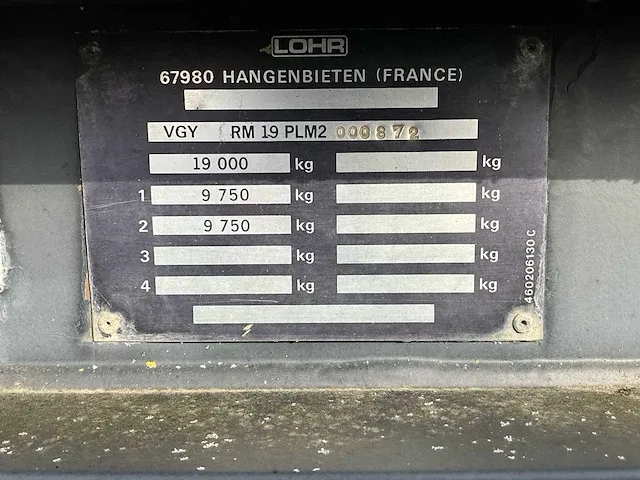 LOHR
67980 HANGENBIETEN (FRANCE)
VGY RM 19 PLM2 000872
19 000 kg kg
1 9 750 kg kg
2 9 750 kg kg
3 kg kg
4 kg kg
460206130 C